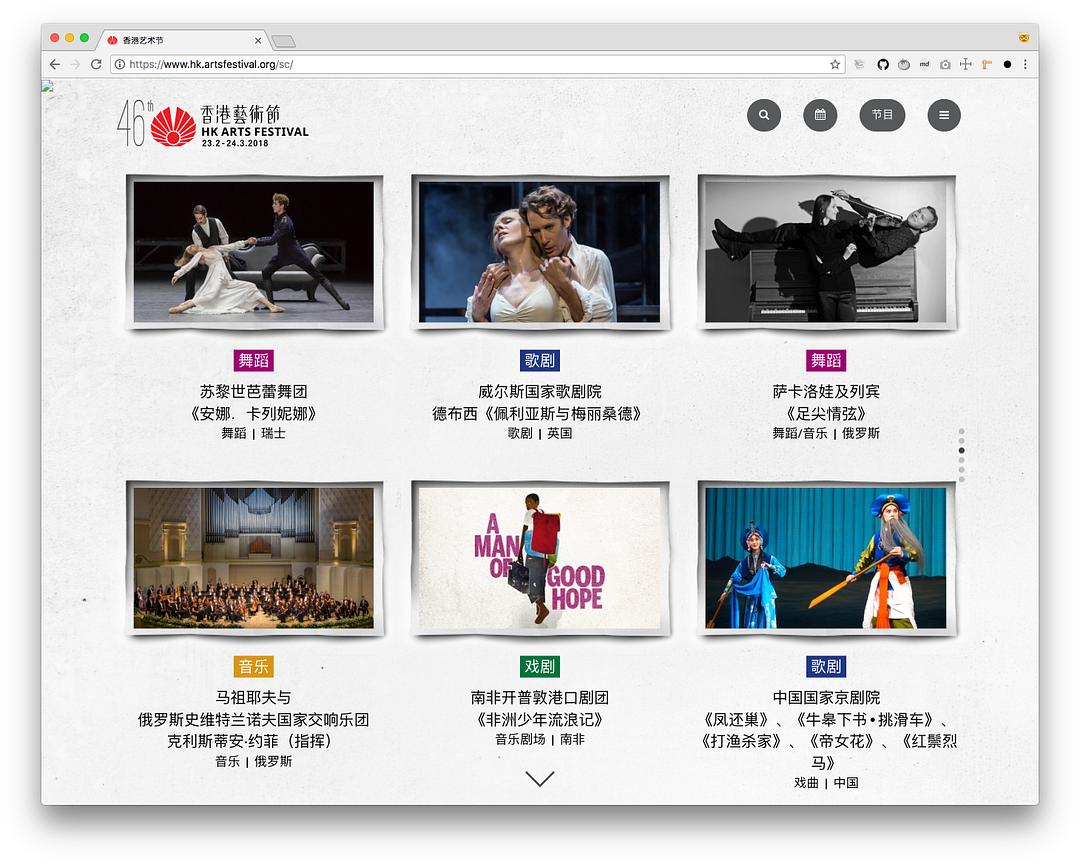 香港艺术节
https://www.hk.artsfestival.org/sc/
md
46th
香港藝術節
HK ARTS FESTIVAL
23.2-24.3.2018
节目
舞蹈
苏黎世芭蕾舞团
《安娜．卡列妮娜》
舞蹈 | 瑞士
歌剧
威尔斯国家歌剧院
德布西《佩利亚斯与梅丽桑德》
歌剧 | 英国
舞蹈
萨卡洛娃及列宾
《足尖情弦》
舞蹈/音乐 | 俄罗斯
A
MAN
OF
GOOD
HOPE
音乐
马祖耶夫与
俄罗斯史维特兰诺夫国家交响乐团
克利斯蒂安·约菲（指挥）
音乐 | 俄罗斯
戏剧
南非开普敦港口剧团
《非洲少年流浪记》
音乐剧场 | 南非
歌剧
中国国家京剧院
《凤还巢》、《牛皋下书•挑滑车》、
《打渔杀家》、《帝女花》、《红鬃烈
马》
戏曲 | 中国